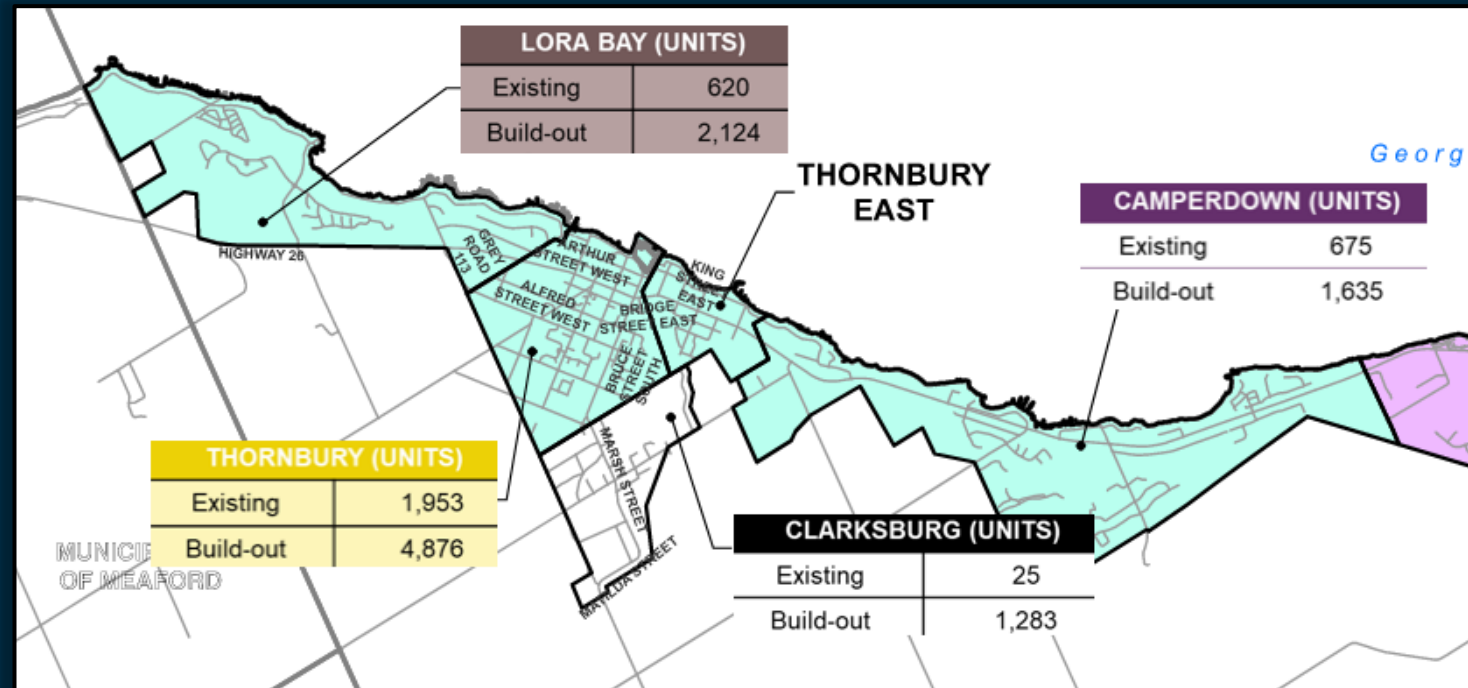 LORA BAY (UNITS)
Existing 620
Build-out 2,124
THORNBURY
EAST
Georg
CAMPERDOWN (UNITS)
Existing 675
Build-out 1,635
HIGHWAY 26
GREY
ROAD
113
ARTHUR
STREET WEST
KING
STREET
EAST
ALFRED
STREET WEST
BRIDGE
STREET EAST
BRUCE
STREET
SOUTH
MARSH STREET
MATILDA STREET
THORNBURY (UNITS)
Existing 1,953
Build-out 4,876
OF MEAFORD
CLARKSBURG (UNITS)
Existing 25
Build-out 1,283